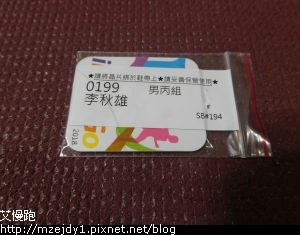 ★請將晶片綁於鞋帶上★請妥善保管使用★
0199 男丙組
李秋雄
SB#194
2018
GO
艾慢跑
http://mzejdy1.pixnet.net/blog